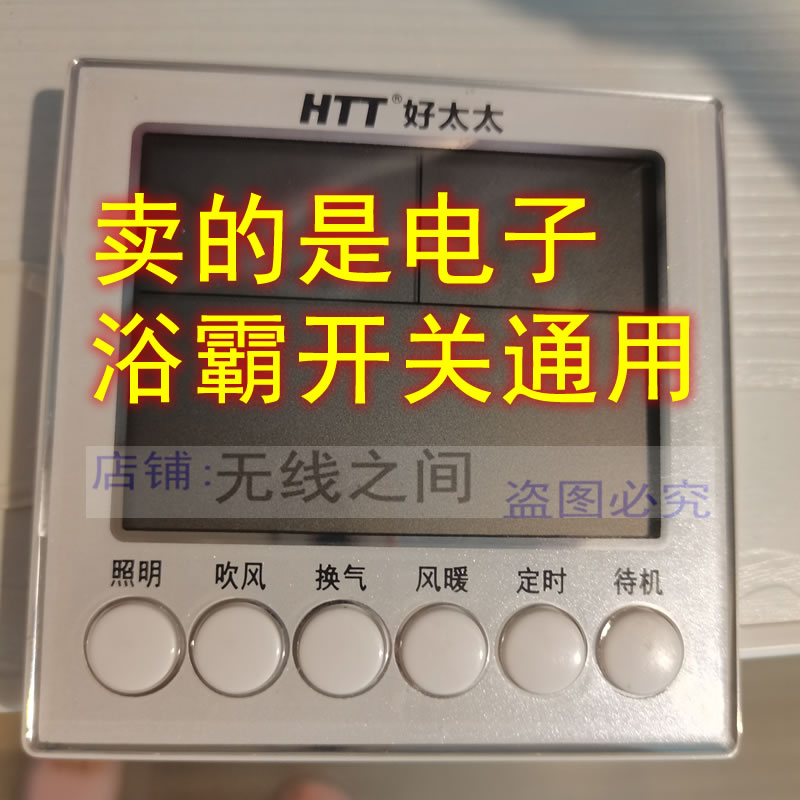 HTT®好太太
卖的是电子
浴霸开关通用
店铺:无线之间
盗图必究
照明 吹风 换气 风暖 定时 待机